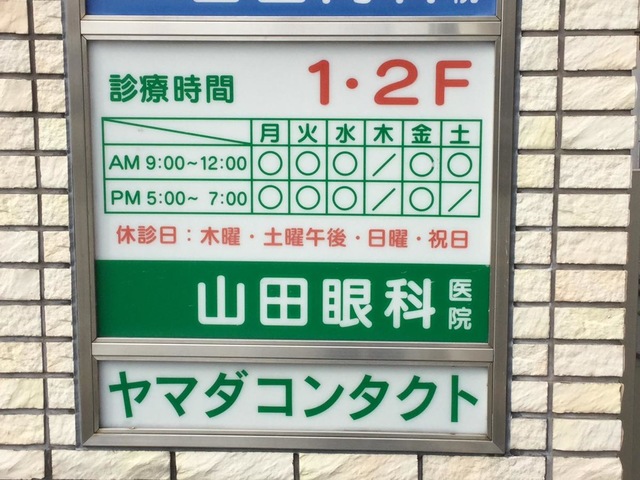 診療時間 1・2F
月 火 水 木 金 土
AM 9:00~12:00 ○ ○ ○ / ○ ○
PM 5:00~ 7:00 ○ ○ ○ / ○ /
休診日：木曜・土曜午後・日曜・祝日
山田眼科医院
ヤマダコンタクト